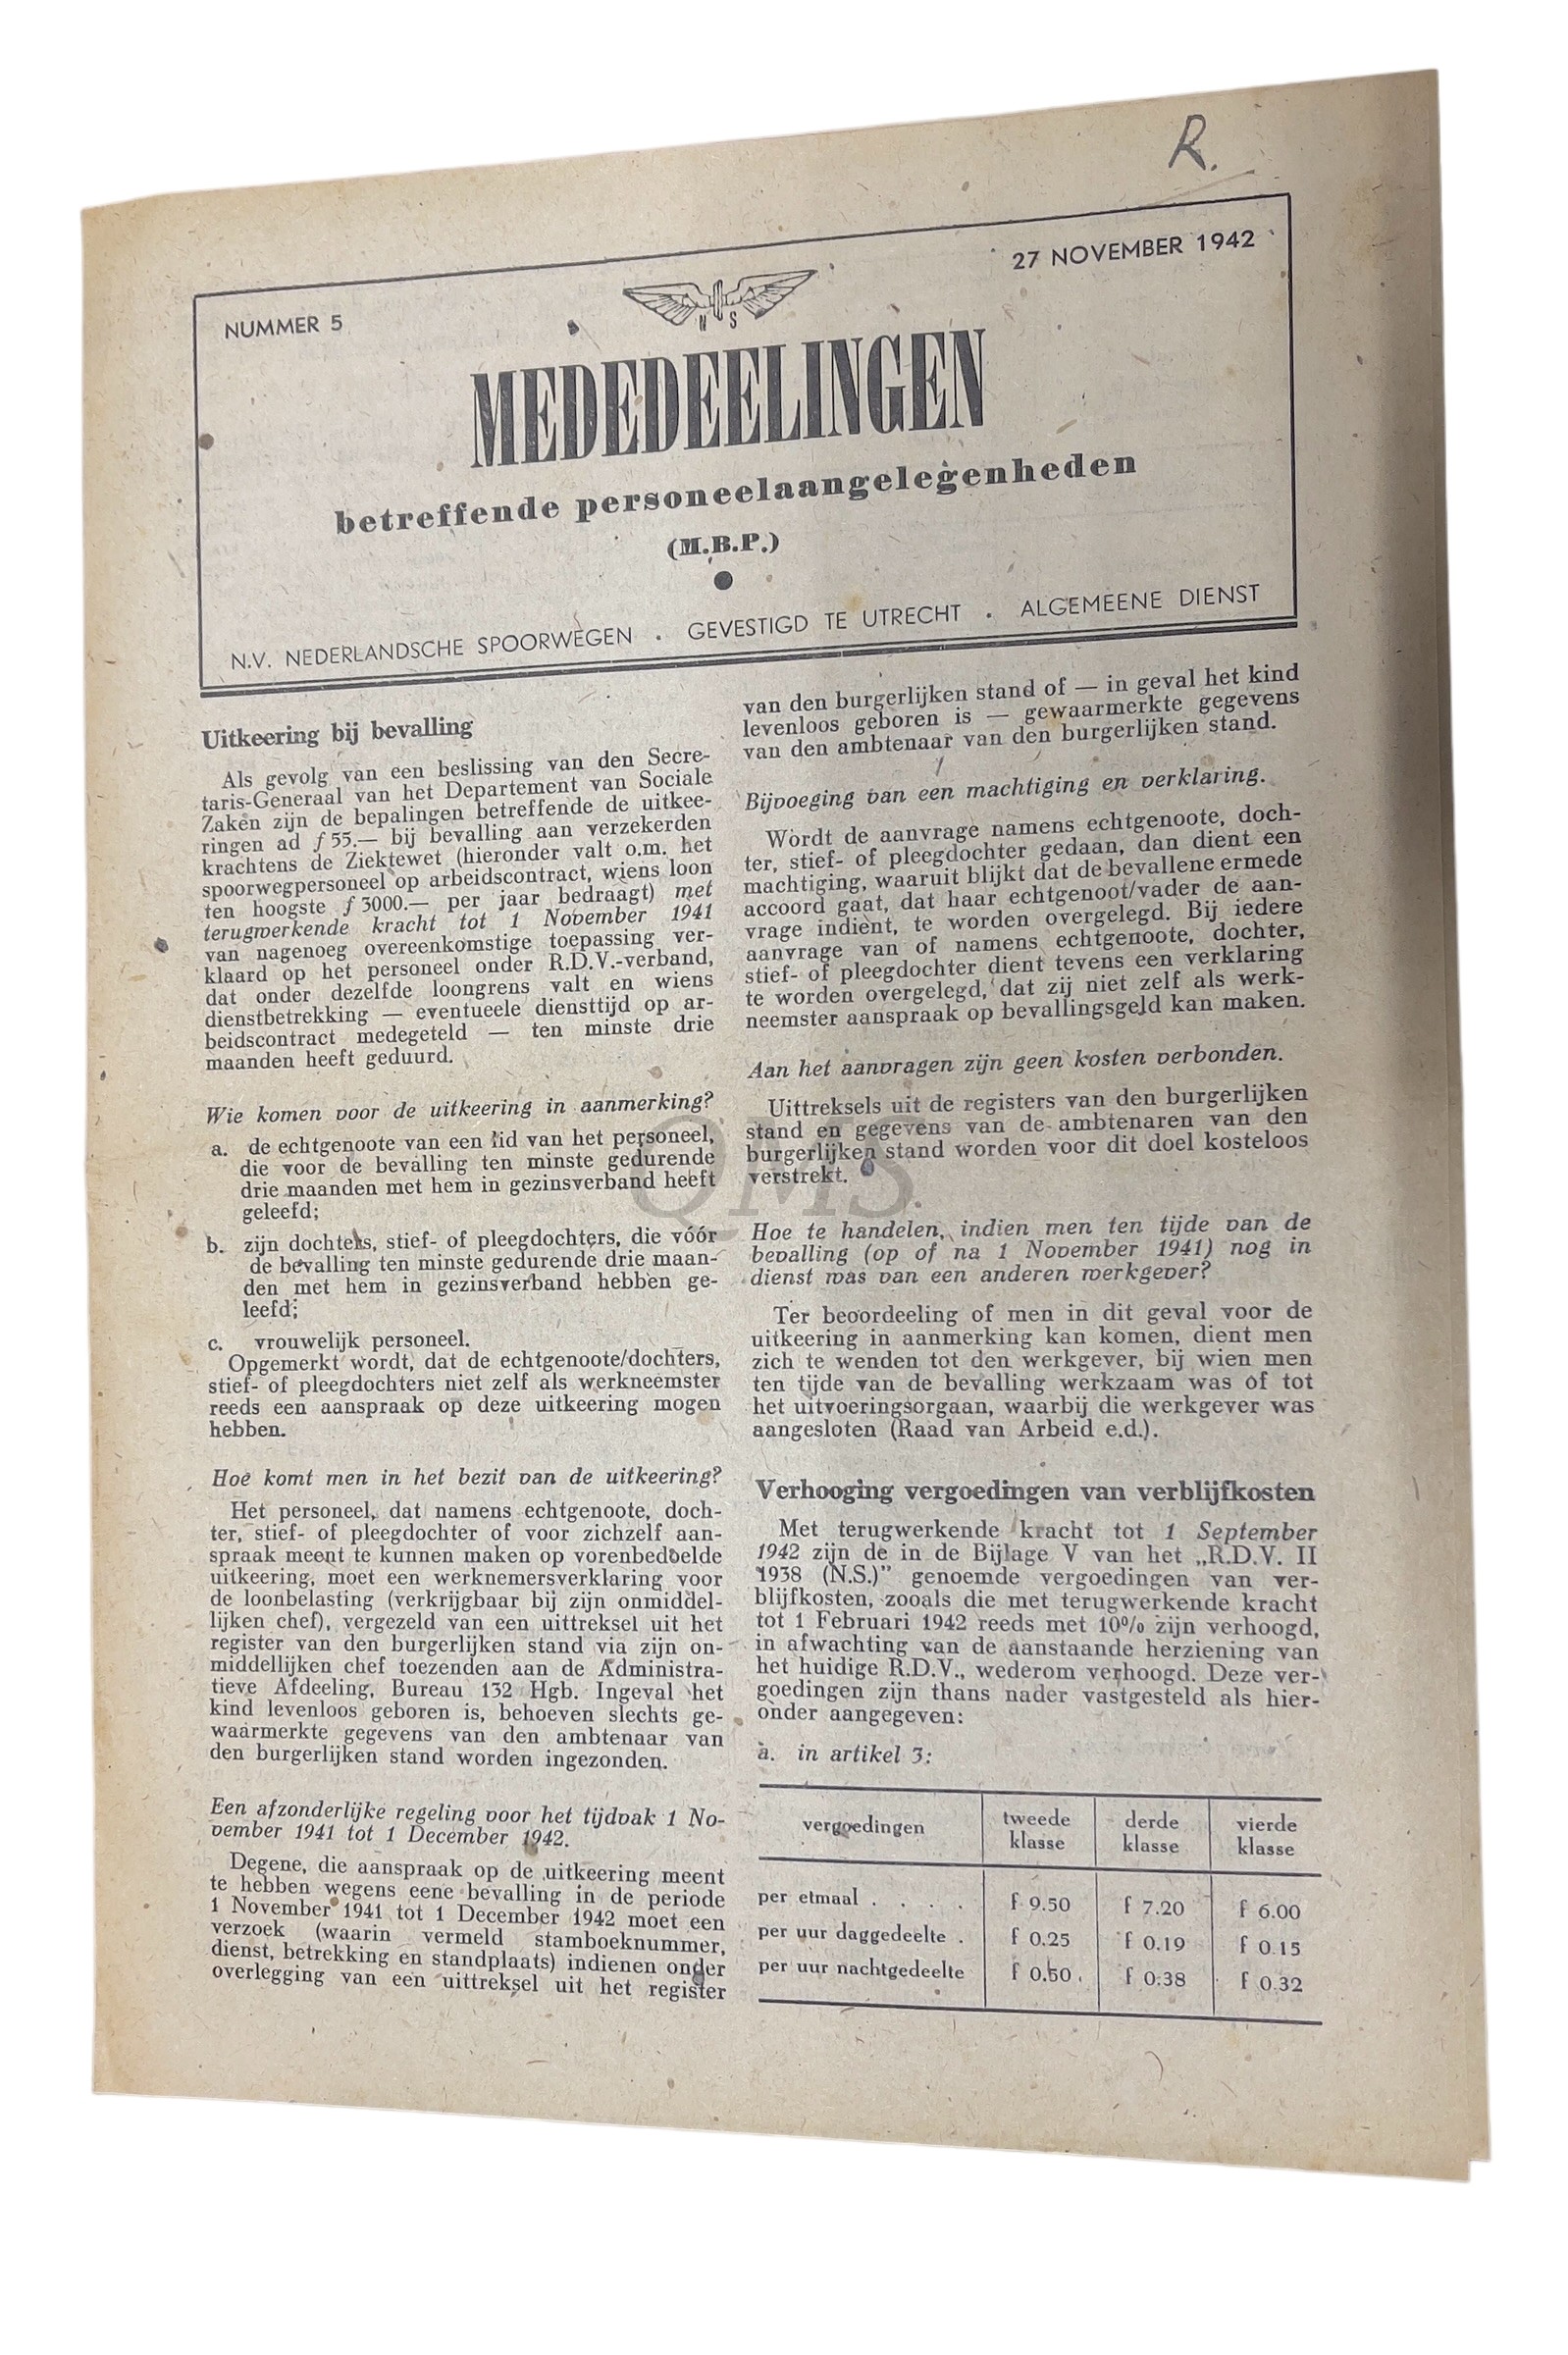 R.
NUMMER 5
27 NOVEMBER 1942
N S
MEDEDEELINGEN
betreffende personeelaangelegenheden
(M.B.P.)
N.V. NEDERLANDSCHE SPOORWEGEN . GEVESTIGD TE UTRECHT . ALGEMEENE DIENST
Uitkeering bij bevalling
Als gevolg van een beslissing van den Secre-
taris-Generaal van het Departement van Sociale
Zaken zijn de bepalingen betreffende de uitkee-
ringen ad f 55.— bij bevalling aan verzekerden
krachtens de Ziektewet (hieronder valt o.m. het
spoorwegpersoneel op arbeidscontract, wiens loon
ten hoogste f 3000.— per jaar bedraagt) met
terugwerkende kracht tot 1 November 1941
van nagenoeg overeenkomstige toepassing ver-
klaard op het personeel onder R.D.V.-verband,
dat onder dezelfde loongrens valt en wiens
dienstbetrekking — eventueele diensttijd op ar-
beidscontract medegeteld — ten minste drie
maanden heeft geduurd.
Wie komen voor de uitkeering in aanmerking?
a. de echtgenoote van een lid van het personeel,
die voor de bevalling ten minste gedurende
drie maanden met hem in gezinsverband heeft
geleefd;
b. zijn dochters, stief- of pleegdochters, die vóór
de bevalling ten minste gedurende drie maan-
den met hem in gezinsverband hebben ge-
leefd;
c. vrouwelijk personeel.
Opgemerkt wordt, dat de echtgenoote/dochters,
stief- of pleegdochters niet zelf als werkneemster
reeds een aanspraak op deze uitkeering mogen
hebben.
Hoe komt men in het bezit van de uitkeering?
Het personeel, dat namens echtgenoote, doch-
ter, stief- of pleegdochter of voor zichzelf aan-
spraak meent te kunnen maken op vorenbedoelde
uitkeering, moet een werknemersverklaring voor
de loonbelasting (verkrijgbaar bij zijn onmiddel-
lijken chef), vergezeld van een uittreksel uit het
register van den burgerlijken stand via zijn on-
middellijken chef toezenden aan de Administra-
tieve Afdeeling, Bureau 132 Hgb. Ingeval het
kind levenloos geboren is, behoeven slechts ge-
waarmerkte gegevens van den ambtenaar van
den burgerlijken stand worden ingezonden.
Een afzonderlijke regeling voor het tijdvak 1 No-
vember 1941 tot 1 December 1942.
Degene, die aanspraak op de uitkeering meent
te hebben wegens eene bevalling in de periode
1 November 1941 tot 1 December 1942 moet een
verzoek (waarin vermeld stamboeknummer,
dienst, betrekking en standplaats) indienen onder
overlegging van een uittreksel uit het register
van den burgerlijken stand of — in geval het kind
levenloos geboren is — gewaarmerkte gegevens
van den ambtenaar van den burgerlijken stand.
Bijvoeging van een machtiging en verklaring.
Wordt de aanvrage namens echtgenoote, doch-
ter, stief- of pleegdochter gedaan, dan dient een
machtiging, waaruit blijkt dat de bevallene ermede
accoord gaat, dat haar echtgenoot/vader de aan-
vrage indient, te worden overgelegd. Bij iedere
aanvrage van of namens echtgenoote, dochter,
stief- of pleegdochter dient tevens een verklaring
te worden overgelegd, dat zij niet zelf als werk-
neemster aanspraak op bevallingsgeld kan maken.
Aan het aanvragen zijn geen kosten verbonden.
Uittreksels uit de registers van den burgerlijken
stand en gegevens van de ambtenaren van den
burgerlijken stand worden voor dit doel kosteloos
verstrekt.
QMS
Hoe te handelen, indien men ten tijde van de
bevalling (op of na 1 November 1941) nog in
dienst was van een anderen werkgever?
Ter beoordeeling of men in dit geval voor de
uitkeering in aanmerking kan komen, dient men
zich te wenden tot den werkgever, bij wien men
ten tijde van de bevalling werkzaam was of tot
het uitvoeringsorgaan, waarbij die werkgever was
aangesloten (Raad van Arbeid e.d.).
Verhooging vergoedingen van verblijfkosten
Met terugwerkende kracht tot 1 September
1942 zijn de in de Bijlage V van het „R.D.V. II
1938 (N.S.)” genoemde vergoedingen van ver-
blijfkosten, zooals die met terugwerkende kracht
tot 1 Februari 1942 reeds met 10% zijn verhoogd,
in afwachting van de aanstaande herziening van
het huidige R.D.V., wederom verhoogd. Deze ver-
goedingen zijn thans nader vastgesteld als hier-
onder aangegeven:
a. in artikel 3:
vergoedingen tweede klasse derde klasse vierde klasse
per etmaal . . . . f 9.50 f 7.20 f 6.00
per uur daggedeelte . f 0.25 f 0.19 f 0.15
per uur nachtgedeelte f 0.50 f 0.38 f 0.32